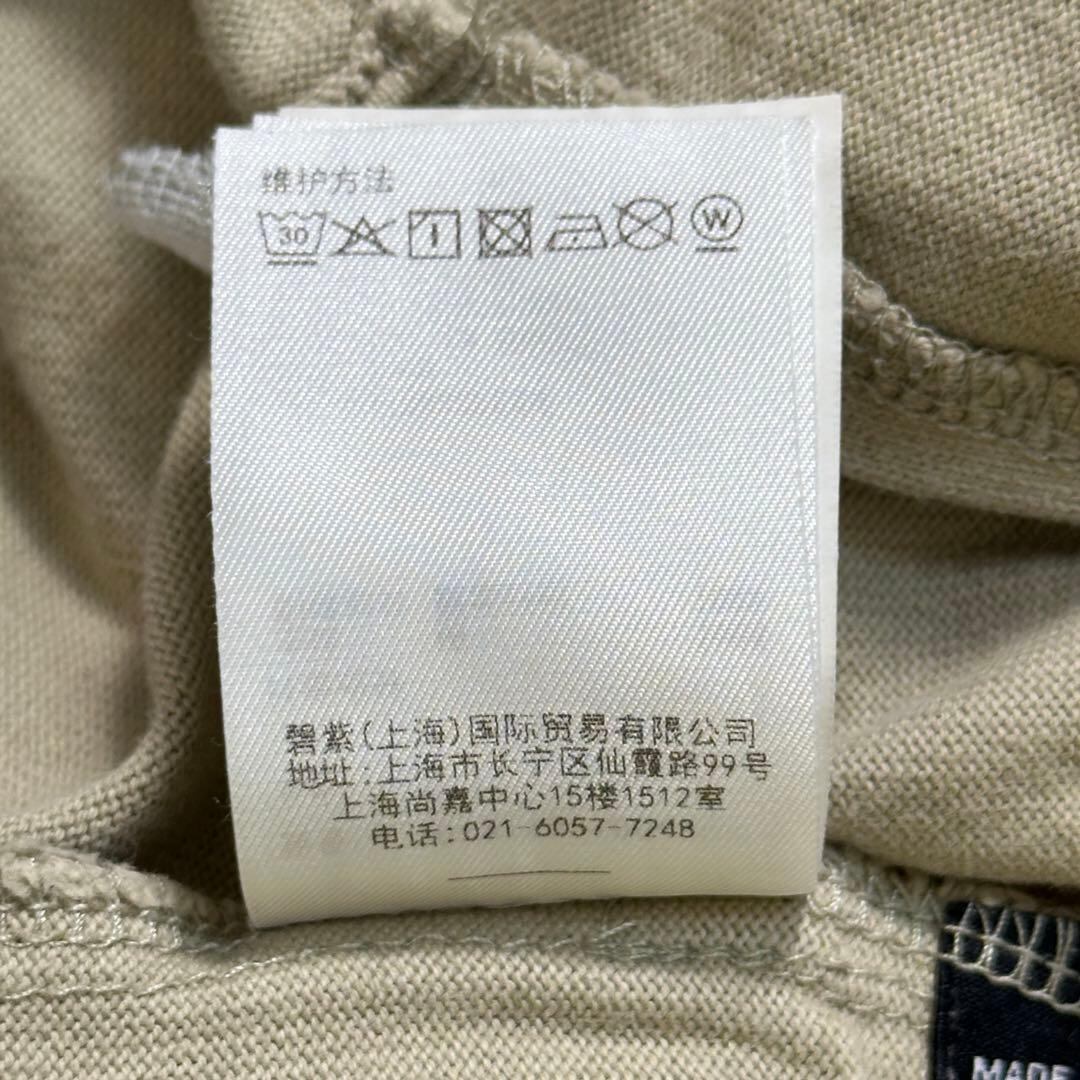 维护方法
30 W
碧紫(上海)国际贸易有限公司
地址:上海市长宁区仙霞路99号
上海尚嘉中心15楼1512室
电话:021-6057-7248
MADE